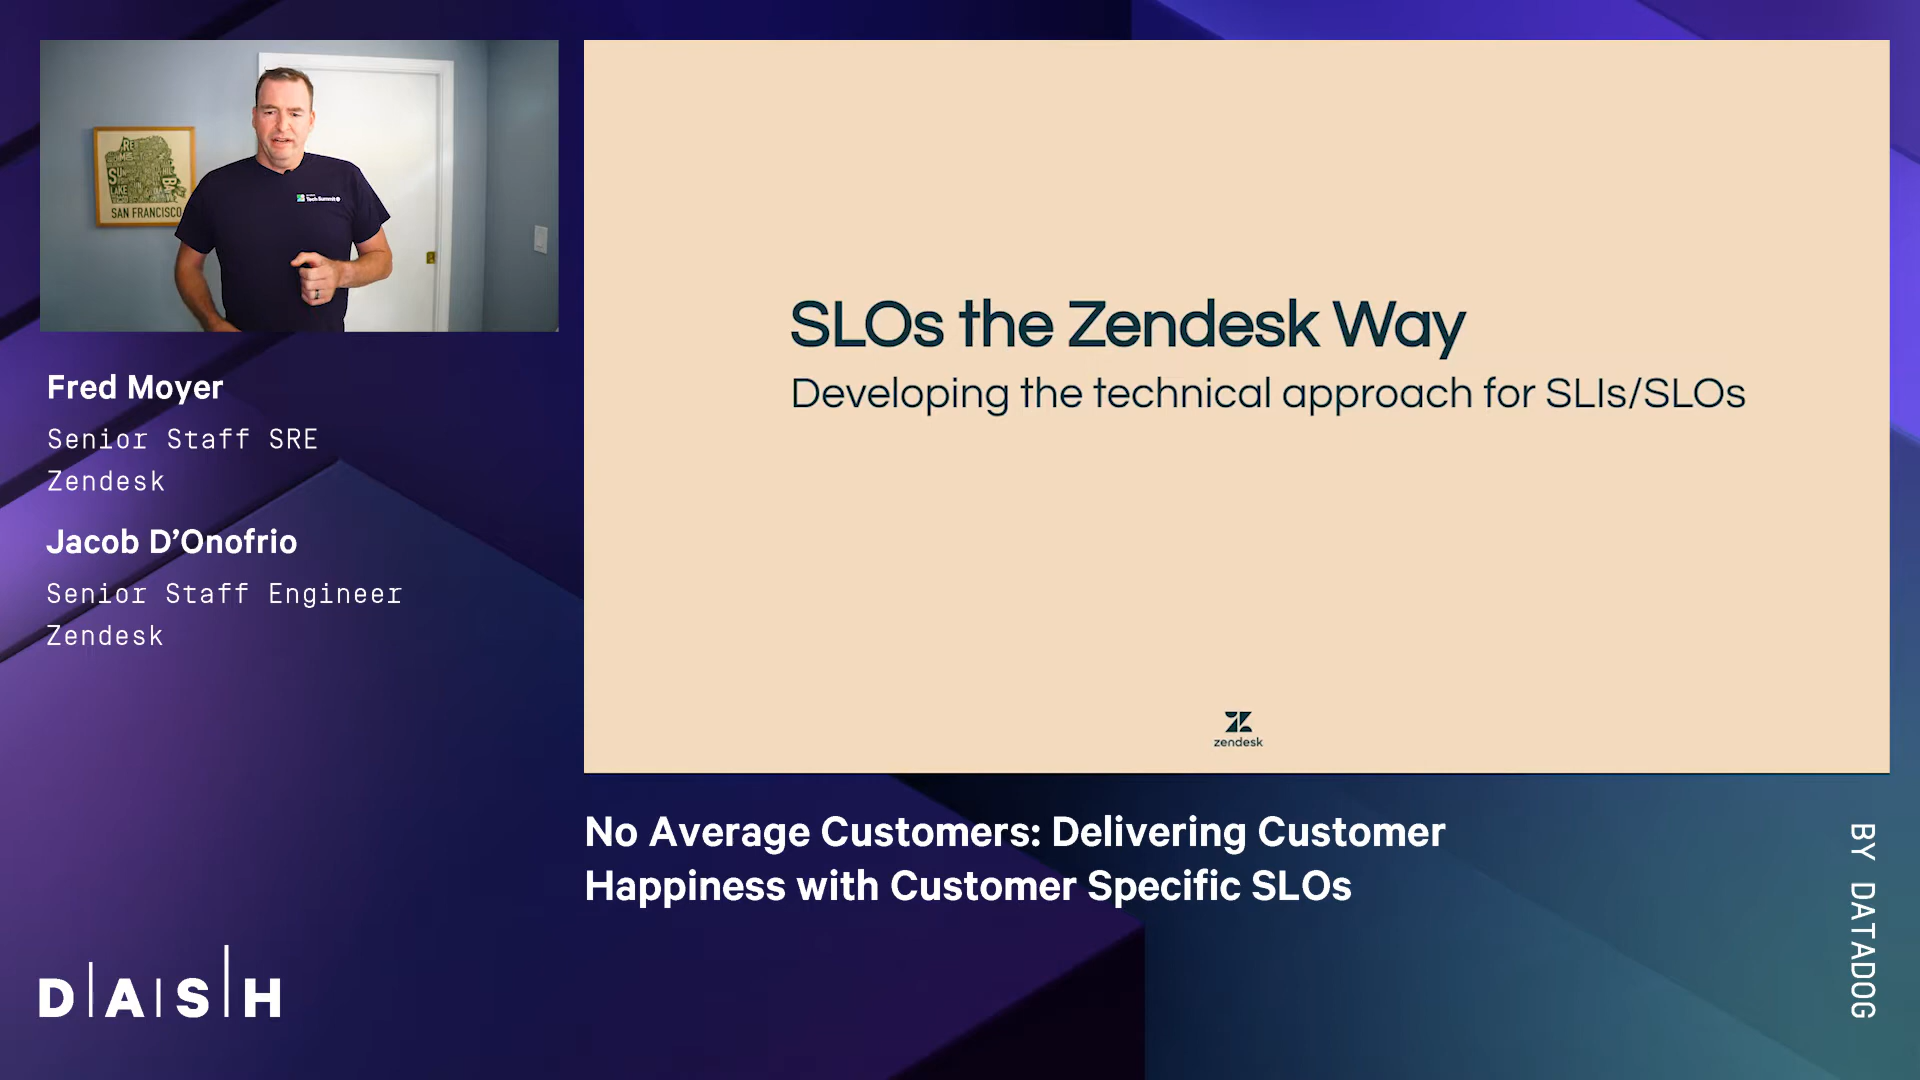 SAN FRANCISCO
Tech Summit
Fred Moyer
Senior Staff SRE
Zendesk
Jacob D’Onofrio
Senior Staff Engineer
Zendesk
SLOs the Zendesk Way
Developing the technical approach for SLIs/SLOs
zendesk
No Average Customers: Delivering Customer
Happiness with Customer Specific SLOs
DASH
BY DATADOG